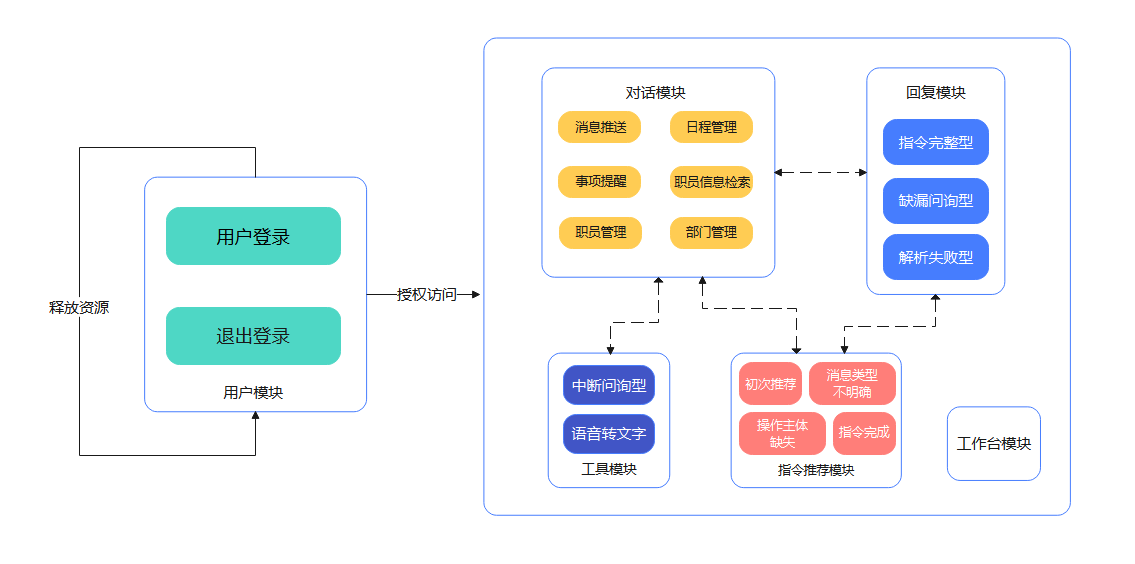 释放资源
用户登录
退出登录
用户模块
授权访问
对话模块
消息推送
日程管理
事项提醒
职员信息检索
职员管理
部门管理
回复模块
指令完整型
缺漏问询型
解析失败型
中断问询型
语音转文字
工具模块
初次推荐
消息类型
不明确
操作主体
缺失
指令完成
指令推荐模块
工作台模块